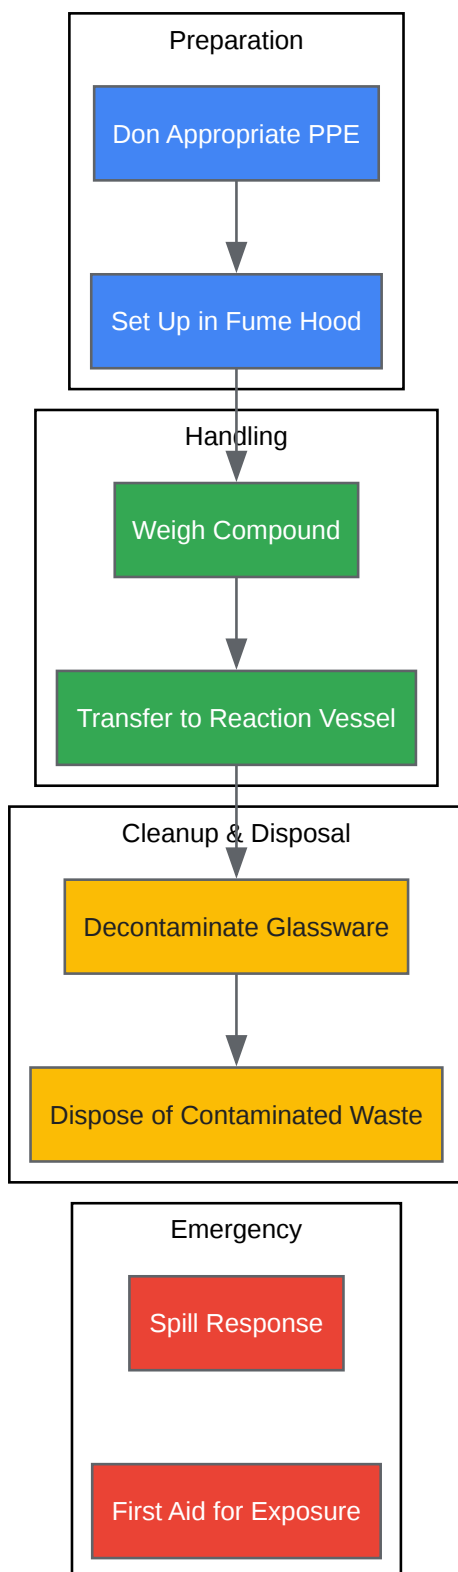 Preparation
Don Appropriate PPE
Set Up in Fume Hood
Handling
Weigh Compound
Transfer to Reaction Vessel
Cleanup & Disposal
Decontaminate Glassware
Dispose of Contaminated Waste
Emergency
Spill Response
First Aid for Exposure